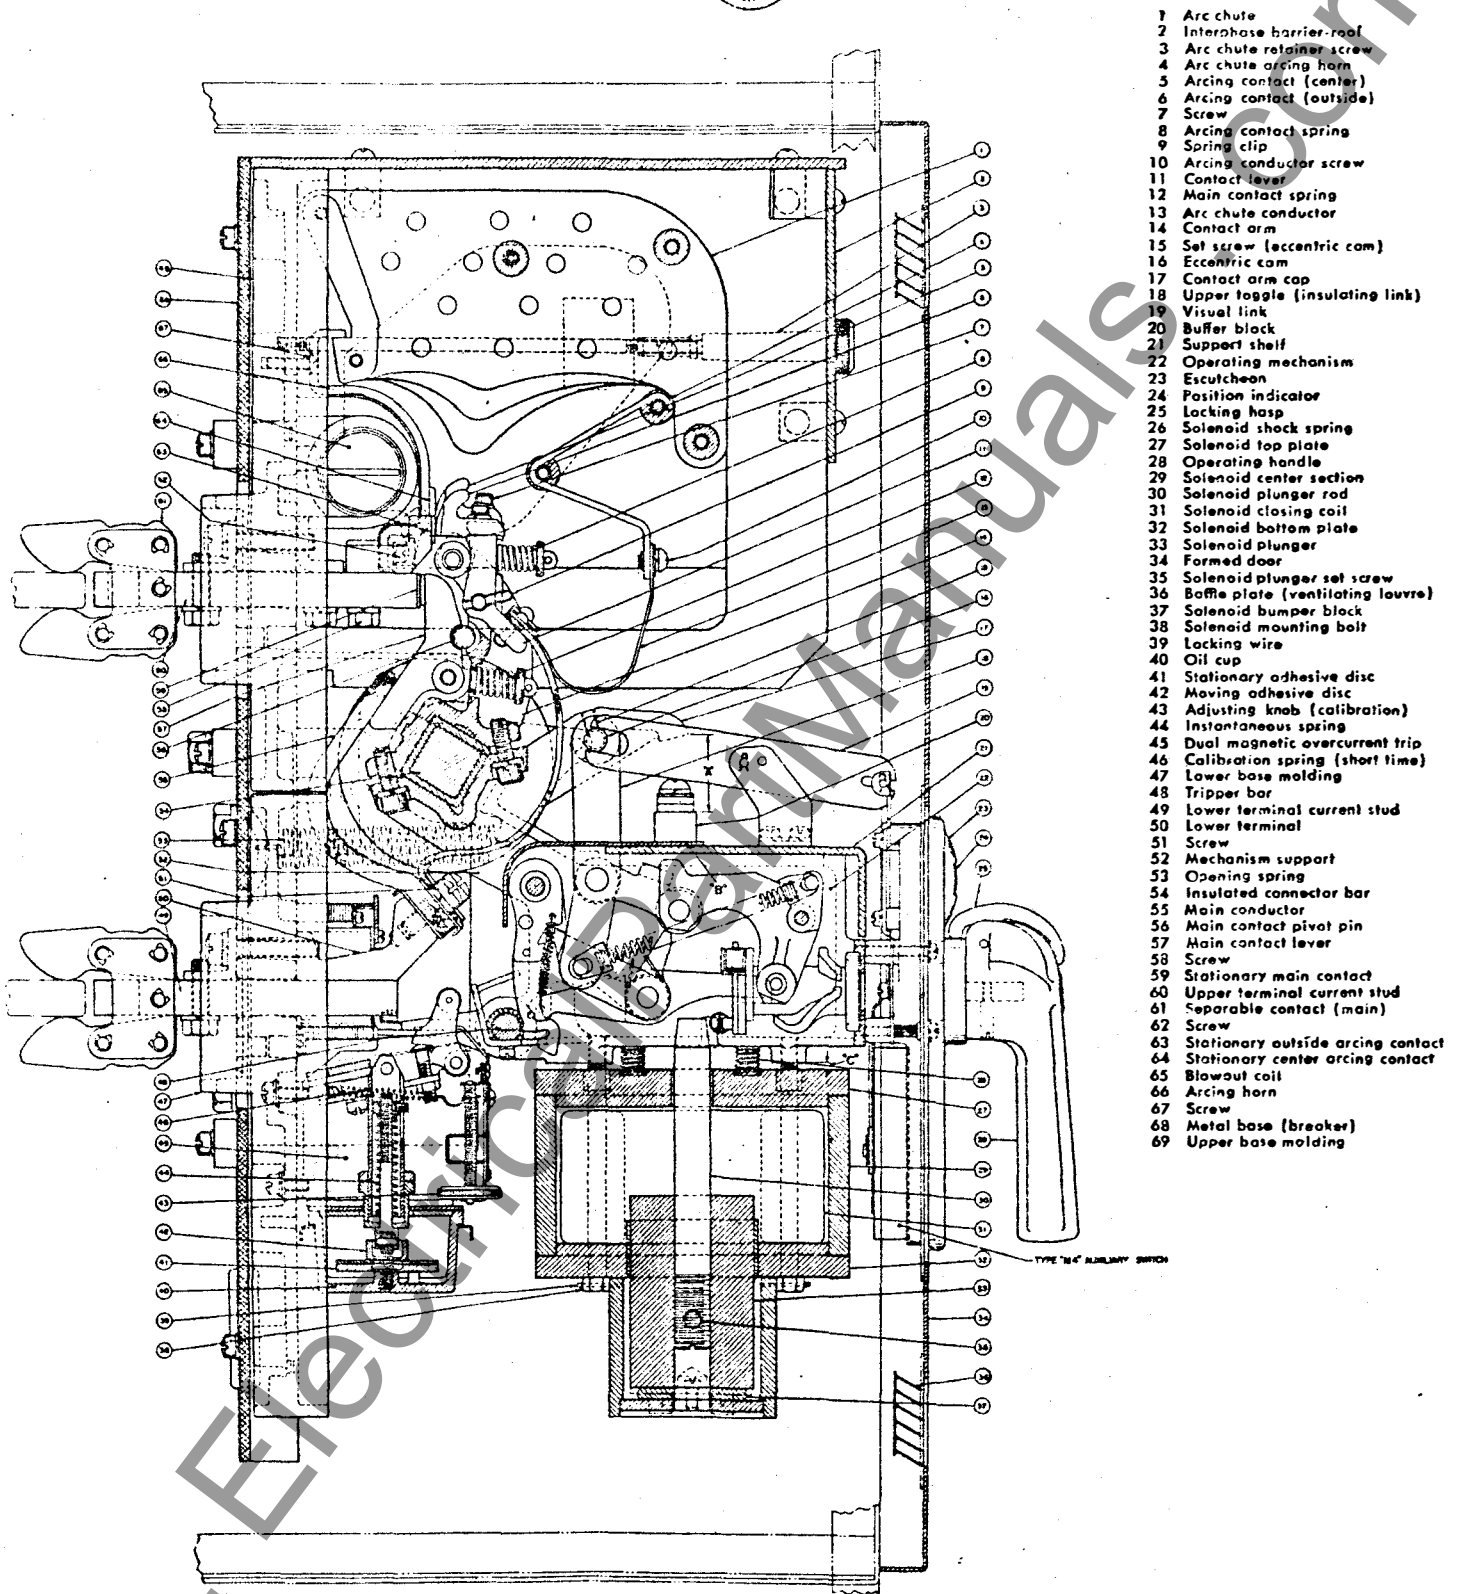 1 Arc chute
2 Interphase barrier-roof
3 Arc chute retainer screw
4 Arc chute arcing horn
5 Arcing contact (center)
6 Arcing contact (outside)
7 Screw
8 Arcing contact spring
9 Spring clip
10 Arcing conductor screw
11 Contact lever
12 Main contact spring
13 Arc chute conductor
14 Contact arm
15 Set screw (eccentric cam)
16 Eccentric cam
17 Contact arm cap
18 Upper toggle (insulating link)
19 Visual link
20 Buffer block
21 Support shelf
22 Operating mechanism
23 Escutcheon
24 Position indicator
25 Locking hasp
26 Solenoid shock spring
27 Solenoid top plate
28 Operating handle
29 Solenoid center section
30 Solenoid plunger rod
31 Solenoid closing coil
32 Solenoid bottom plate
33 Solenoid plunger
34 Formed door
35 Solenoid plunger set screw
36 Baffle plate (ventilating louvre)
37 Solenoid bumper block
38 Solenoid mounting bolt
39 Locking wire
40 Oil cup
41 Stationary adhesive disc
42 Moving adhesive disc
43 Adjusting knob (calibration)
44 Instantaneous spring
45 Dual magnetic overcurrent trip
46 Calibration spring (short time)
47 Lower base molding
48 Tripper bar
49 Lower terminal current stud
50 Lower terminal
51 Screw
52 Mechanism support
53 Opening spring
54 Insulated connector bar
55 Main conductor
56 Main contact pivot pin
57 Main contact lever
58 Screw
59 Stationary main contact
60 Upper terminal current stud
61 Separable contact (main)
62 Screw
63 Stationary outside arcing contact
64 Stationary center arcing contact
65 Blowout coil
66 Arcing horn
67 Screw
68 Metal base (breaker)
69 Upper base molding
"A"
"B"
"C"
TYPE "M4" AUXILIARY SWITCH
ElectricalPartManuals.com